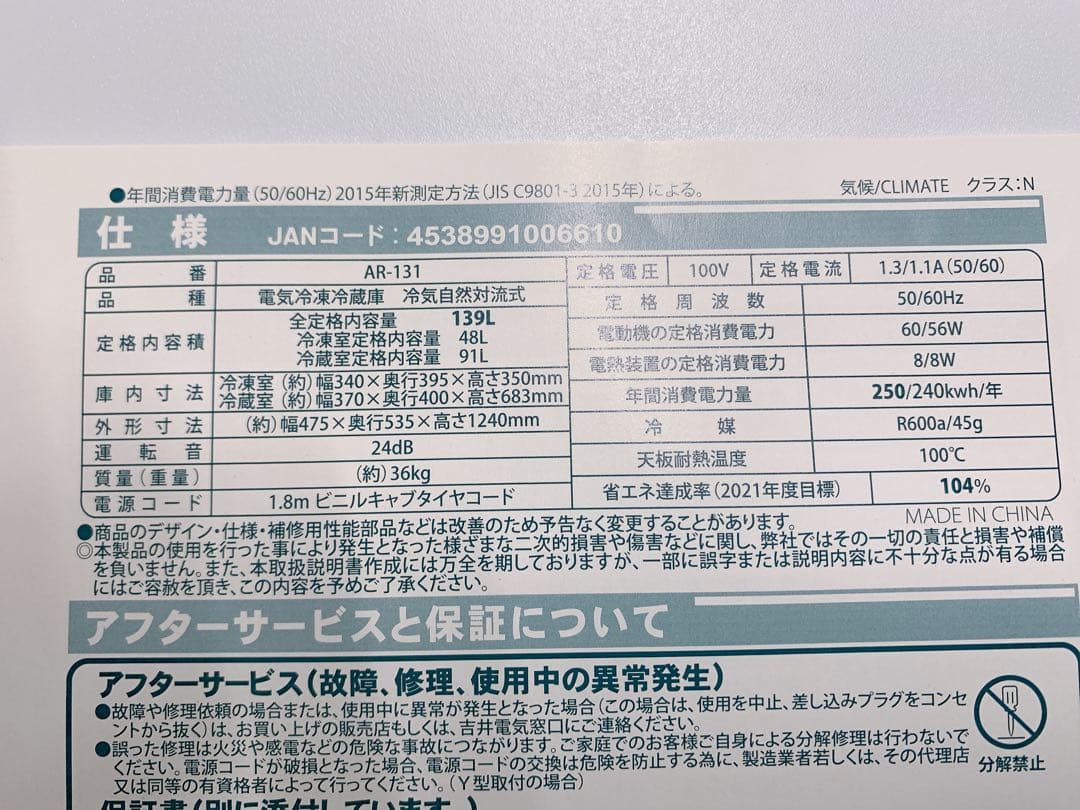 ●年間消費電力量(50/60Hz)2015年新測定方法(JIS C9801-3 2015年)による。
気候/CLIMATE クラス:N
仕様 JANコード:4538991006610
品番 AR-131
品種 電気冷凍冷蔵庫 冷気自然対流式
定格内容積 全定格内容量 139L
冷凍室定格内容量 48L
冷蔵室定格内容量 91L
庫内寸法 冷凍室(約)幅340×奥行395×高さ350mm
冷蔵室(約)幅370×奥行400×高さ683mm
外形寸法 (約)幅475×奥行535×高さ1240mm
運転音 24dB
質量(重量) (約)36kg
電源コード 1.8m ビニルキャブタイヤコード
定格電圧 100V 定格電流 1.3/1.1A(50/60)
定格周波数 50/60Hz
電動機の定格消費電力 60/56W
電熱装置の定格消費電力 8/8W
年間消費電力量 250/240kwh/年
冷媒 R600a/45g
天板耐熱温度 100℃
省エネ達成率(2021年度目標) 104%
MADE IN CHINA
●商品のデザイン・仕様・補修用性能部品などは改善のため予告なく変更することがあります。
◎本製品の使用を行った事により発生となった様ざまな二次的損害や傷害などに関し、弊社ではその一切の責任と損害や補償
を負いません。また、本取扱説明書作成には万全を期しておりますが、一部に誤字または説明内容に不十分な点が有る場合
にはご容赦を頂き、この内容を予めご了承ください。
アフターサービスと保証について
アフターサービス(故障、修理、使用中の異常発生)
●故障や修理依頼の場合または、使用中に異常が発生となった場合(この場合は、使用を中止、差し込みプラグをコンセ
ントから抜く)は、お買い上げの販売店もしくは、吉井電気窓口にご連絡ください。
●誤った修理は火災や感電などの危険な事故につながります。ご家庭でのお客様ご自身による分解修理は行わないで
ください。電源コードが破損となった場合、電源コードの交換は危険を防止する為に、製造業者若しくは、その代理店
又は同等の有資格者によって行ってください。(Y型取付の場合)
分解禁止
保証書(別に添付しています。)